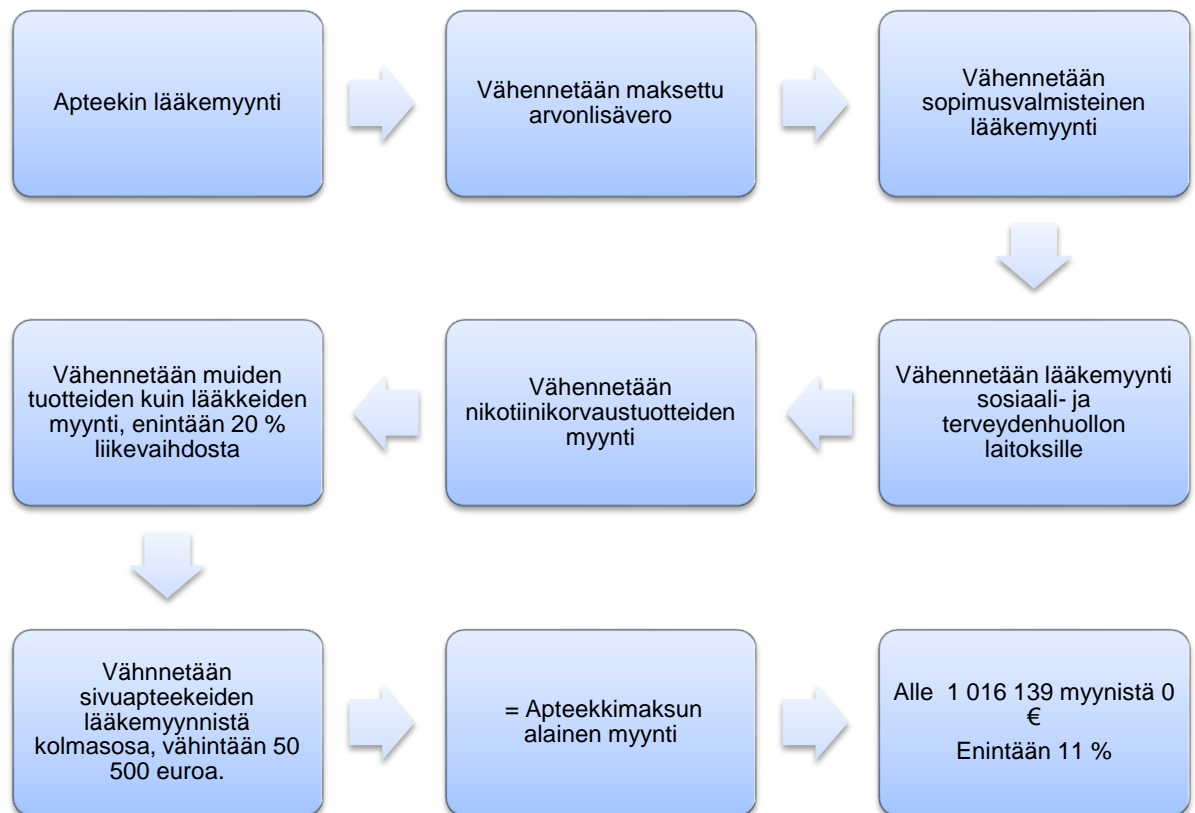 Apteekin lääkemyynti
Vähennetään maksettu
arvonlisävero
Vähennetään
sopimusvalmisteinen
lääkemyynti
Vähennetään lääkemyynti
sosiaali- ja
terveydenhuollon
laitoksille
Vähennetään
nikotiinikorvaustuotteiden
myynti
Vähennetään muiden
tuotteiden kuin lääkkeiden
myynti, enintään 20 %
liikevaihdosta
Vähnnetään
sivuapteekeiden
lääkemyynnistä
kolmasosa, vähintään 50
500 euroa.
= Apteekkimaksun
alainen myynti
Alle  1 016 139 myynistä 0
€
Enintään 11 %